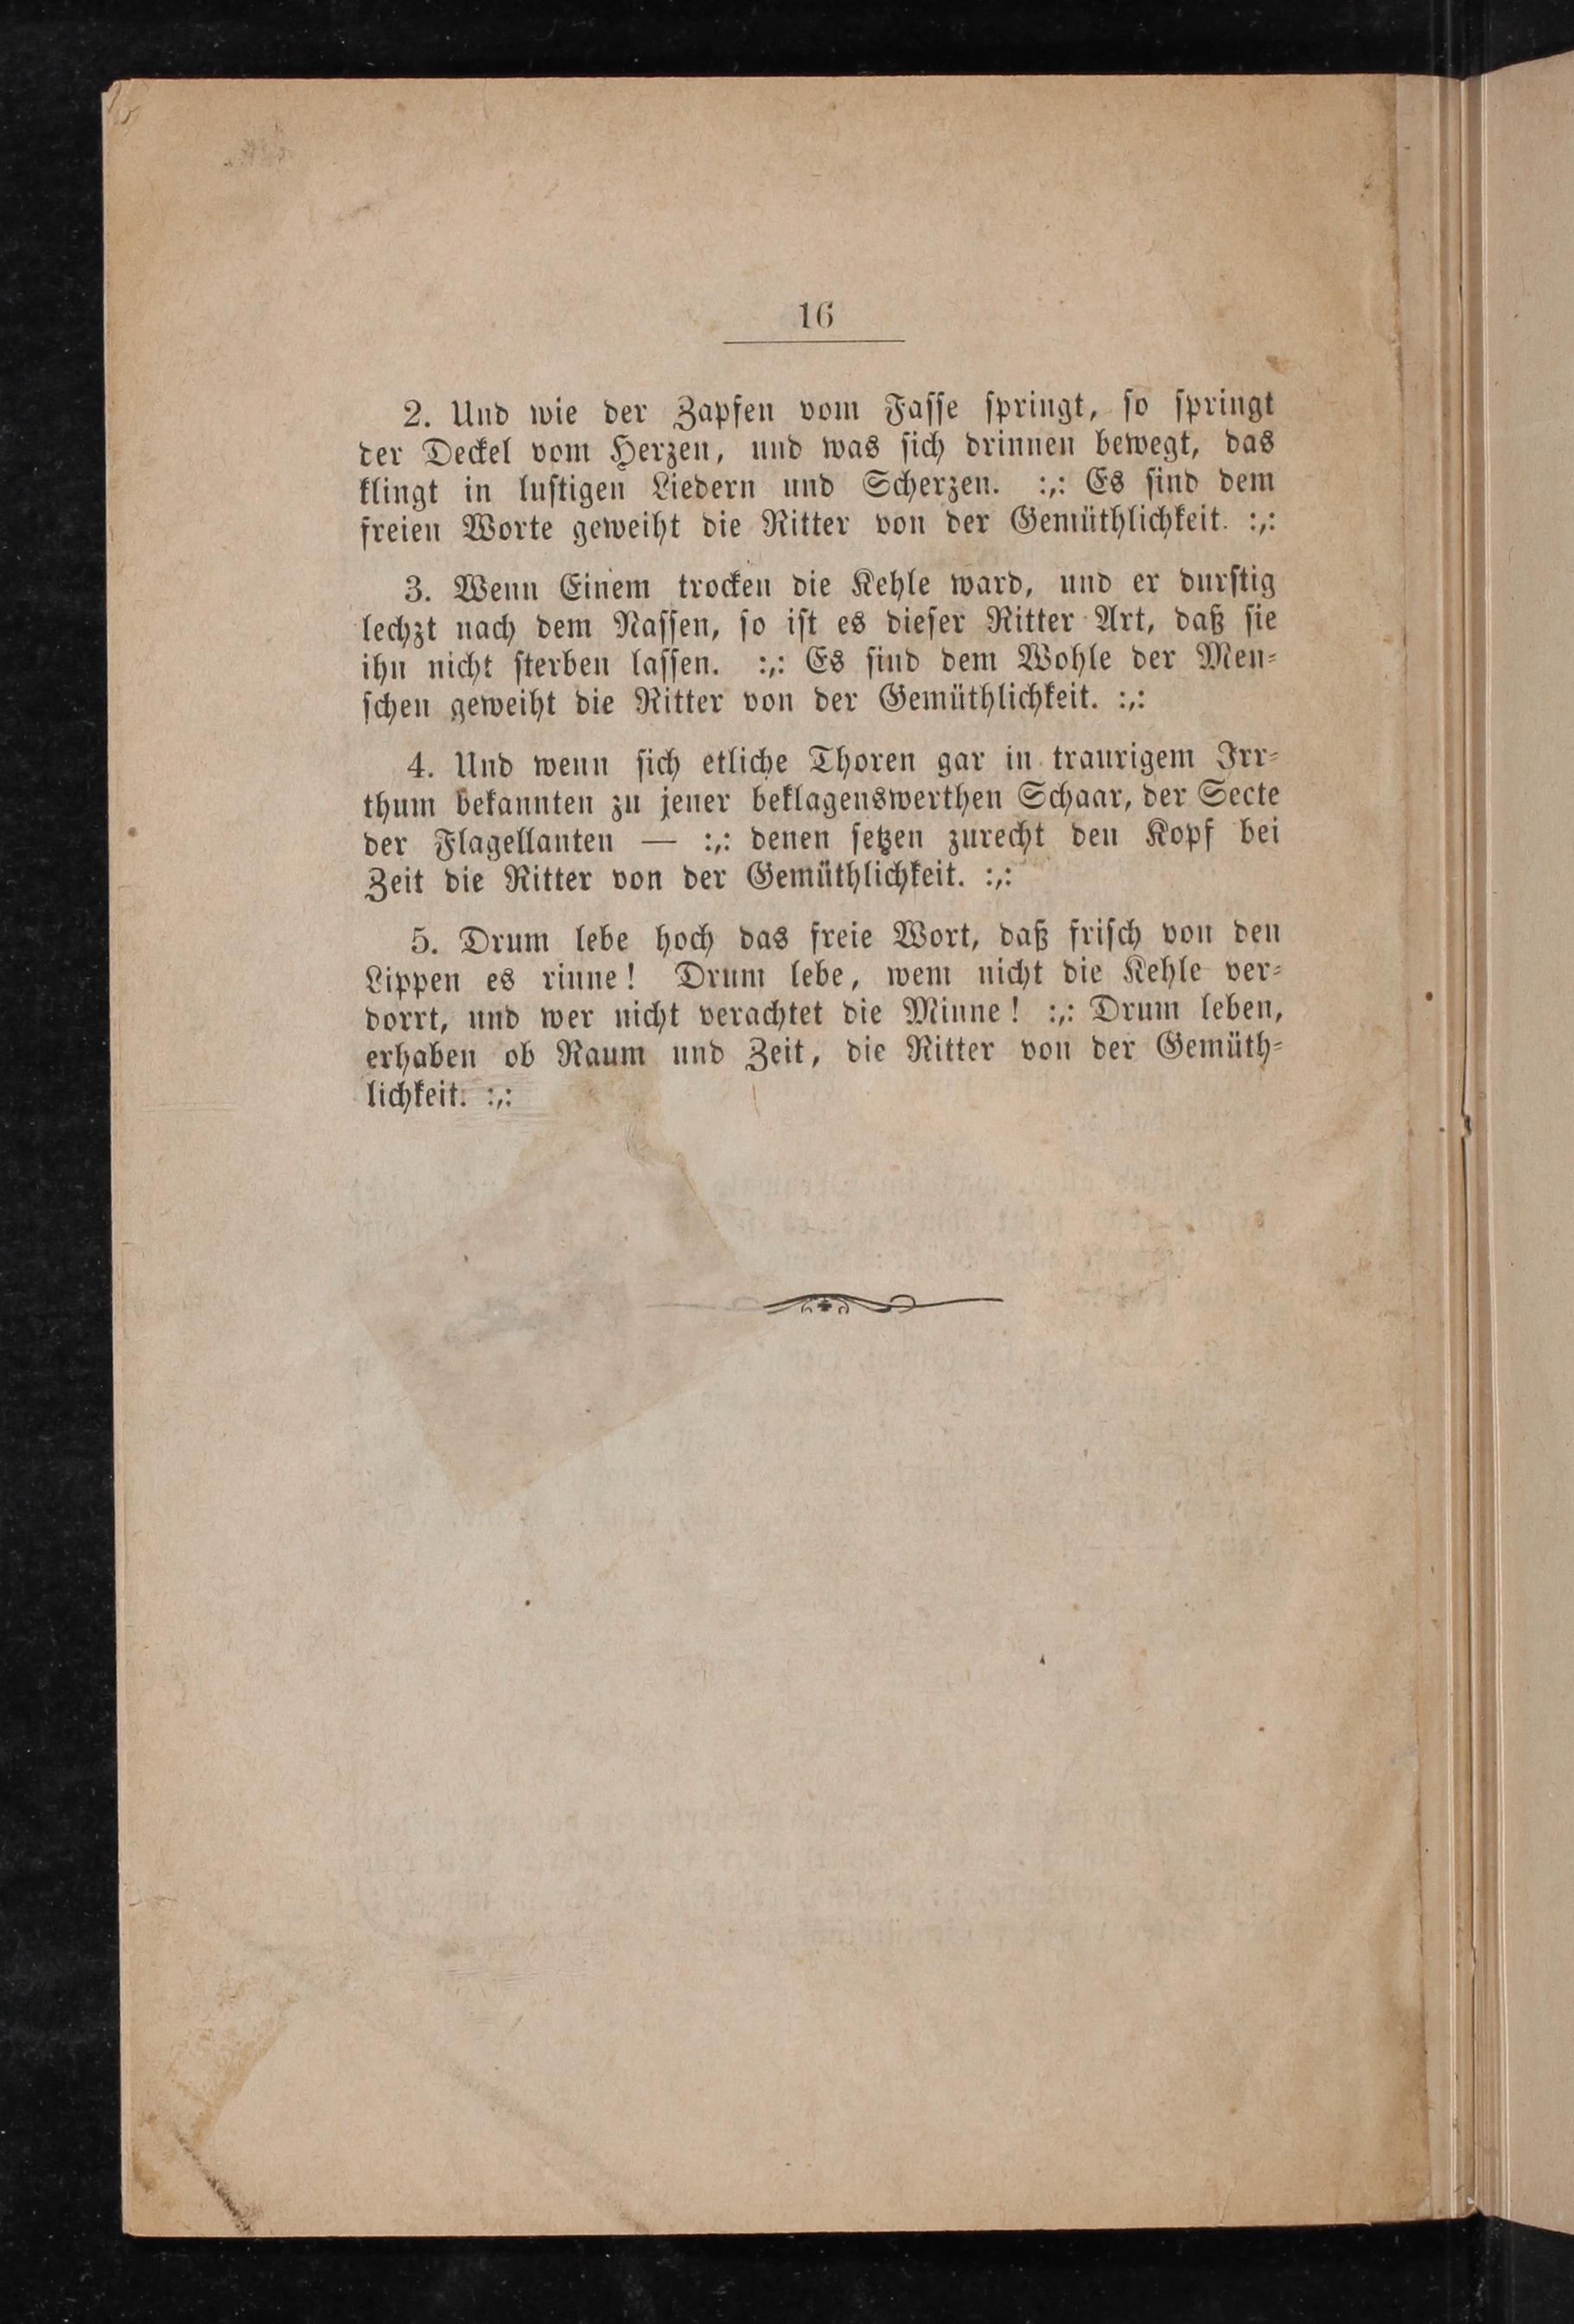 16
2. Und wie der Zapfen vom Fasse springt, so springt
der Deckel vom Herzen, und was sich drinnen bewegt, das
klingt in lustigen Liedern und Scherzen. :,: Es sind dem
freien Worte geweiht die Ritter von der Gemüthlichkeit. :,:
3. Wenn Einem trocken die Kehle ward, und er durstig
lechzt nach dem Nassen, so ist es dieser Ritter Art, daß sie
ihn nicht sterben lassen. :,: Es sind dem Wohle der Men-
schen geweiht die Ritter von der Gemüthlichkeit. :,:
4. Und wenn sich etliche Thoren gar in traurigem Irr-
thum bekannten zu jener beklagenswerthen Schaar, der Secte
der Flagellanten — :,: denen setzen zurecht den Kopf bei
Zeit die Ritter von der Gemüthlichkeit. :,:
5. Drum lebe hoch das freie Wort, daß frisch von den
Lippen es rinne! Drum lebe, wem nicht die Kehle ver-
dorrt, und wer nicht verachtet die Minne! :,: Drum leben,
erhaben ob Raum und Zeit, die Ritter von der Gemüth-
lichkeit. :,: